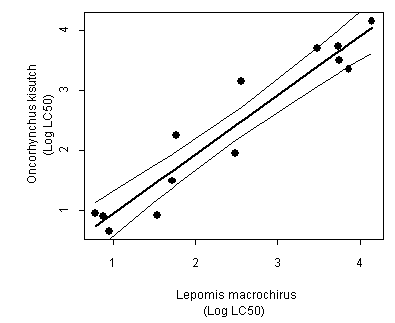 Oncorhynchus kisutch
(Log LC50)
4
3
2
1
1 2 3 4
Lepomis macrochirus
(Log LC50)